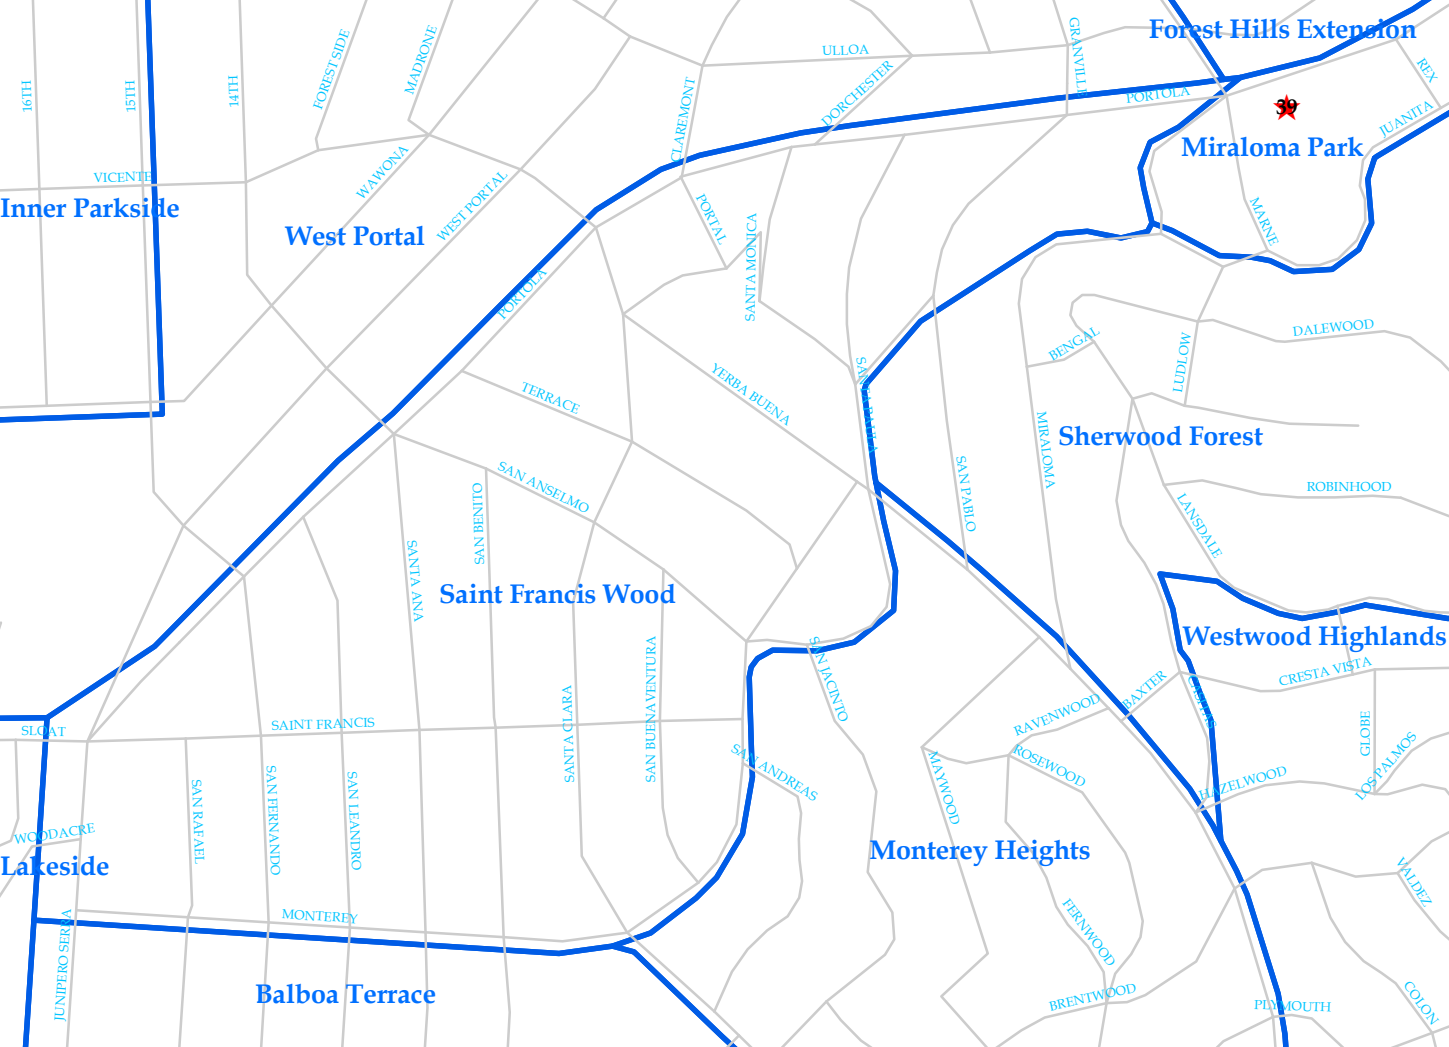 Forest Hills Extension
ULLOA
GRANVILLE
REX
FOREST SIDE
MADRONE
16TH
15TH
14TH
DORCHESTER
PORTOLA
39
JUANITA
CLAREMONT
Miraloma Park
VICENTE
WAWONA
WEST PORTAL
Inner Parkside
West Portal
PORTAL
SANTA MONICA
MARNE
PORTOLA
DALEWOOD
BENGAL
LUDLOW
TERRACE
YERBA BUENA
SANTA PAULA
MIRALOMA
Sherwood Forest
SAN ANSELMO
SAN BENITO
SAN PABLO
ROBINHOOD
LANSDALE
SANTA ANA
Saint Francis Wood
Westwood Highlands
SAN JACINTO
SAN BUENAVENTURA
CRESTA VISTA
BAXTER
CASITAS
SLOAT
SAINT FRANCIS
SANTA CLARA
RAVENWOOD
GLOBE
SAN ANDREAS
MAYWOOD
ROSEWOOD
HAZELWOOD
LOS PALMOS
SAN RAFAEL
SAN FERNANDO
SAN LEANDRO
WOODACRE
Lakeside
Monterey Heights
VALDEZ
MONTEREY
JUNIPERO SERRA
FERNWOOD
Balboa Terrace
BRENTWOOD
PLYMOUTH
COLON